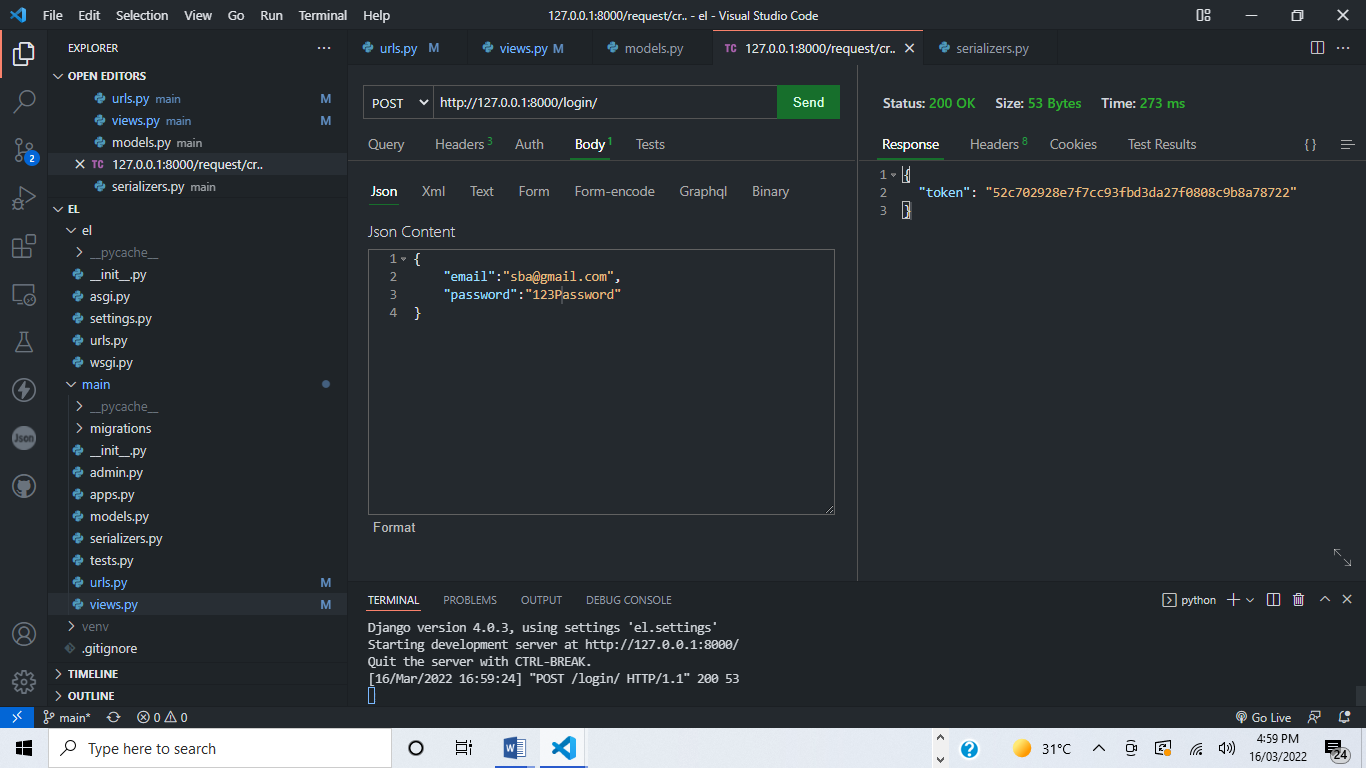 File Edit Selection View Go Run Terminal Help 127.0.0.1:8000/request/cr.. - el - Visual Studio Code
EXPLORER
OPEN EDITORS
urls.py main M
views.py main M
models.py main
TC 127.0.0.1:8000/request/cr..
serializers.py main
EL
el
__pycache__
__init__.py
asgi.py
settings.py
urls.py
wsgi.py
main
__pycache__
migrations
__init__.py
admin.py
apps.py
models.py
serializers.py
tests.py
urls.py M
views.py M
venv
.gitignore
TIMELINE
OUTLINE
2
Json
urls.py M views.py M models.py TC 127.0.0.1:8000/request/cr.. serializers.py
POST http://127.0.0.1:8000/login/ Send
Query Headers 3 Auth Body 1 Tests
Json Xml Text Form Form-encode Graphql Binary
Json Content
1 {
2 "email":"sba@gmail.com",
3 "password":"123Password"
4 }
Format
Status: 200 OK Size: 53 Bytes Time: 273 ms
Response Headers 8 Cookies Test Results { }
1 {
2 "token": "52c702928e7f7cc93fbd3da27f0808c9b8a78722"
3 }
TERMINAL PROBLEMS OUTPUT DEBUG CONSOLE python
Django version 4.0.3, using settings 'el.settings'
Starting development server at http://127.0.0.1:8000/
Quit the server with CTRL-BREAK.
[16/Mar/2022 16:59:24] "POST /login/ HTTP/1.1" 200 53
main* 0 0 Go Live
Type here to search 31°C 4:59 PM
16/03/2022
24